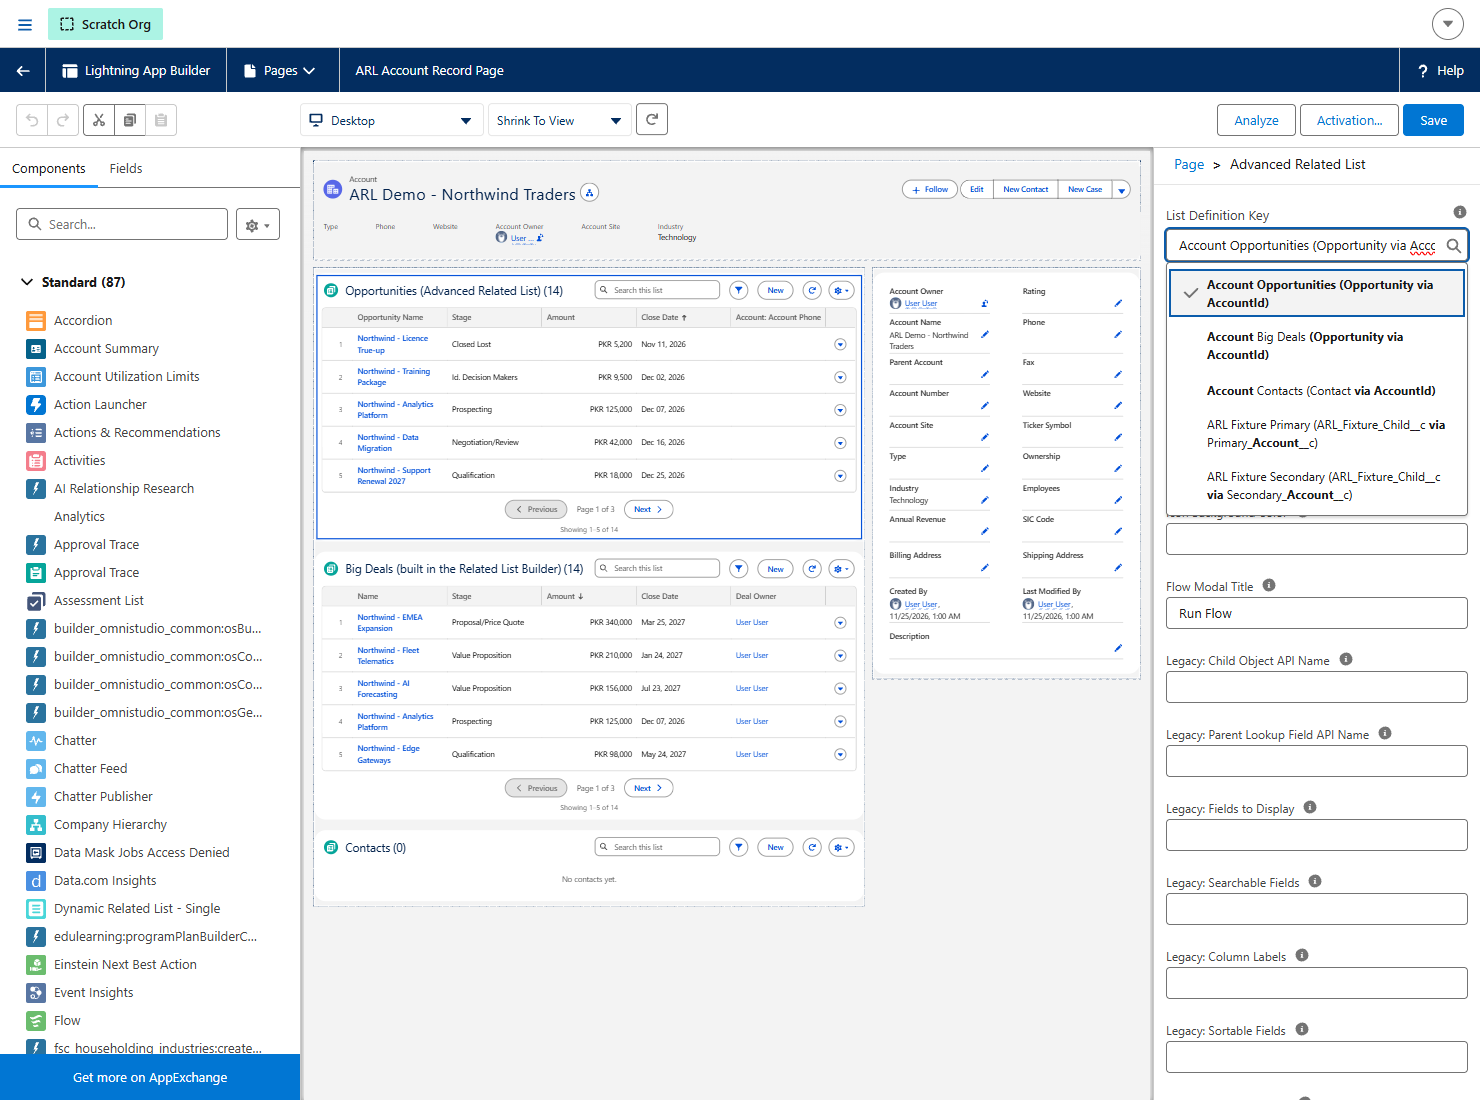 Scratch Org
Lightning App Builder
Pages
ARL Account Record Page
? Help
Desktop
Shrink To View
Analyze
Activation...
Save
Components
Fields
Search...
Standard (87)
Accordion
Account Summary
Account Utilization Limits
Action Launcher
Actions & Recommendations
Activities
AI Relationship Research
Analytics
Approval Trace
Approval Trace
Assessment List
builder_omnistudio_common:osBu...
builder_omnistudio_common:osCo...
builder_omnistudio_common:osCo...
builder_omnistudio_common:osGe...
Chatter
Chatter Feed
Chatter Publisher
Company Hierarchy
Data Mask Jobs Access Denied
Data.com Insights
Dynamic Related List - Single
edulearning:programPlanBuilderC...
Einstein Next Best Action
Event Insights
Flow
fsc_householding_industries:create...
Get more on AppExchange
Account
ARL Demo - Northwind Traders
Follow
Edit
New Contact
New Case
Type
Phone
Website
Account Owner
User ...
Account Site
Industry
Technology
Opportunities (Advanced Related List) (14)
Search this list
New
Opportunity Name
Stage
Amount
Close Date
Account: Account Phone
1 Northwind - Licence True-up Closed Lost PKR 5,200 Nov 11, 2026
2 Northwind - Training Package Id. Decision Makers PKR 9,500 Dec 02, 2026
3 Northwind - Analytics Platform Prospecting PKR 125,000 Dec 07, 2026
4 Northwind - Data Migration Negotiation/Review PKR 42,000 Dec 16, 2026
5 Northwind - Support Renewal 2027 Qualification PKR 18,000 Dec 25, 2026
Previous
Page 1 of 3
Next
Showing 1-5 of 14
Big Deals (built in the Related List Builder) (14)
Search this list
New
Name
Stage
Amount
Close Date
Deal Owner
1 Northwind - EMEA Expansion Proposal/Price Quote PKR 340,000 Mar 25, 2027 User User
2 Northwind - Fleet Telematics Value Proposition PKR 210,000 Jan 24, 2027 User User
3 Northwind - AI Forecasting Value Proposition PKR 156,000 Jul 23, 2027 User User
4 Northwind - Analytics Platform Prospecting PKR 125,000 Dec 07, 2026 User User
5 Northwind - Edge Gateways Qualification PKR 98,000 May 24, 2027 User User
Previous
Page 1 of 3
Next
Showing 1-5 of 14
Contacts (0)
Search this list
New
No contacts yet.
Account Owner
User User
Rating
Account Name
ARL Demo - Northwind
Traders
Phone
Parent Account
Fax
Account Number
Website
Account Site
Ticker Symbol
Type
Ownership
Industry
Technology
Employees
Annual Revenue
SIC Code
Billing Address
Shipping Address
Created By
User User,
11/25/2026, 1:00 AM
Last Modified By
User User,
11/25/2026, 1:00 AM
Description
Page > Advanced Related List
List Definition Key
Account Opportunities (Opportunity via Acco
Account Opportunities (Opportunity via
AccountId)
Account Big Deals (Opportunity via
AccountId)
Account Contacts (Contact via AccountId)
ARL Fixture Primary (ARL_Fixture_Child__c via
Primary_Account__c)
ARL Fixture Secondary (ARL_Fixture_Child__c
via Secondary_Account__c)
Icon Background Color
Flow Modal Title
Run Flow
Legacy: Child Object API Name
Legacy: Parent Lookup Field API Name
Legacy: Fields to Display
Legacy: Searchable Fields
Legacy: Column Labels
Legacy: Sortable Fields